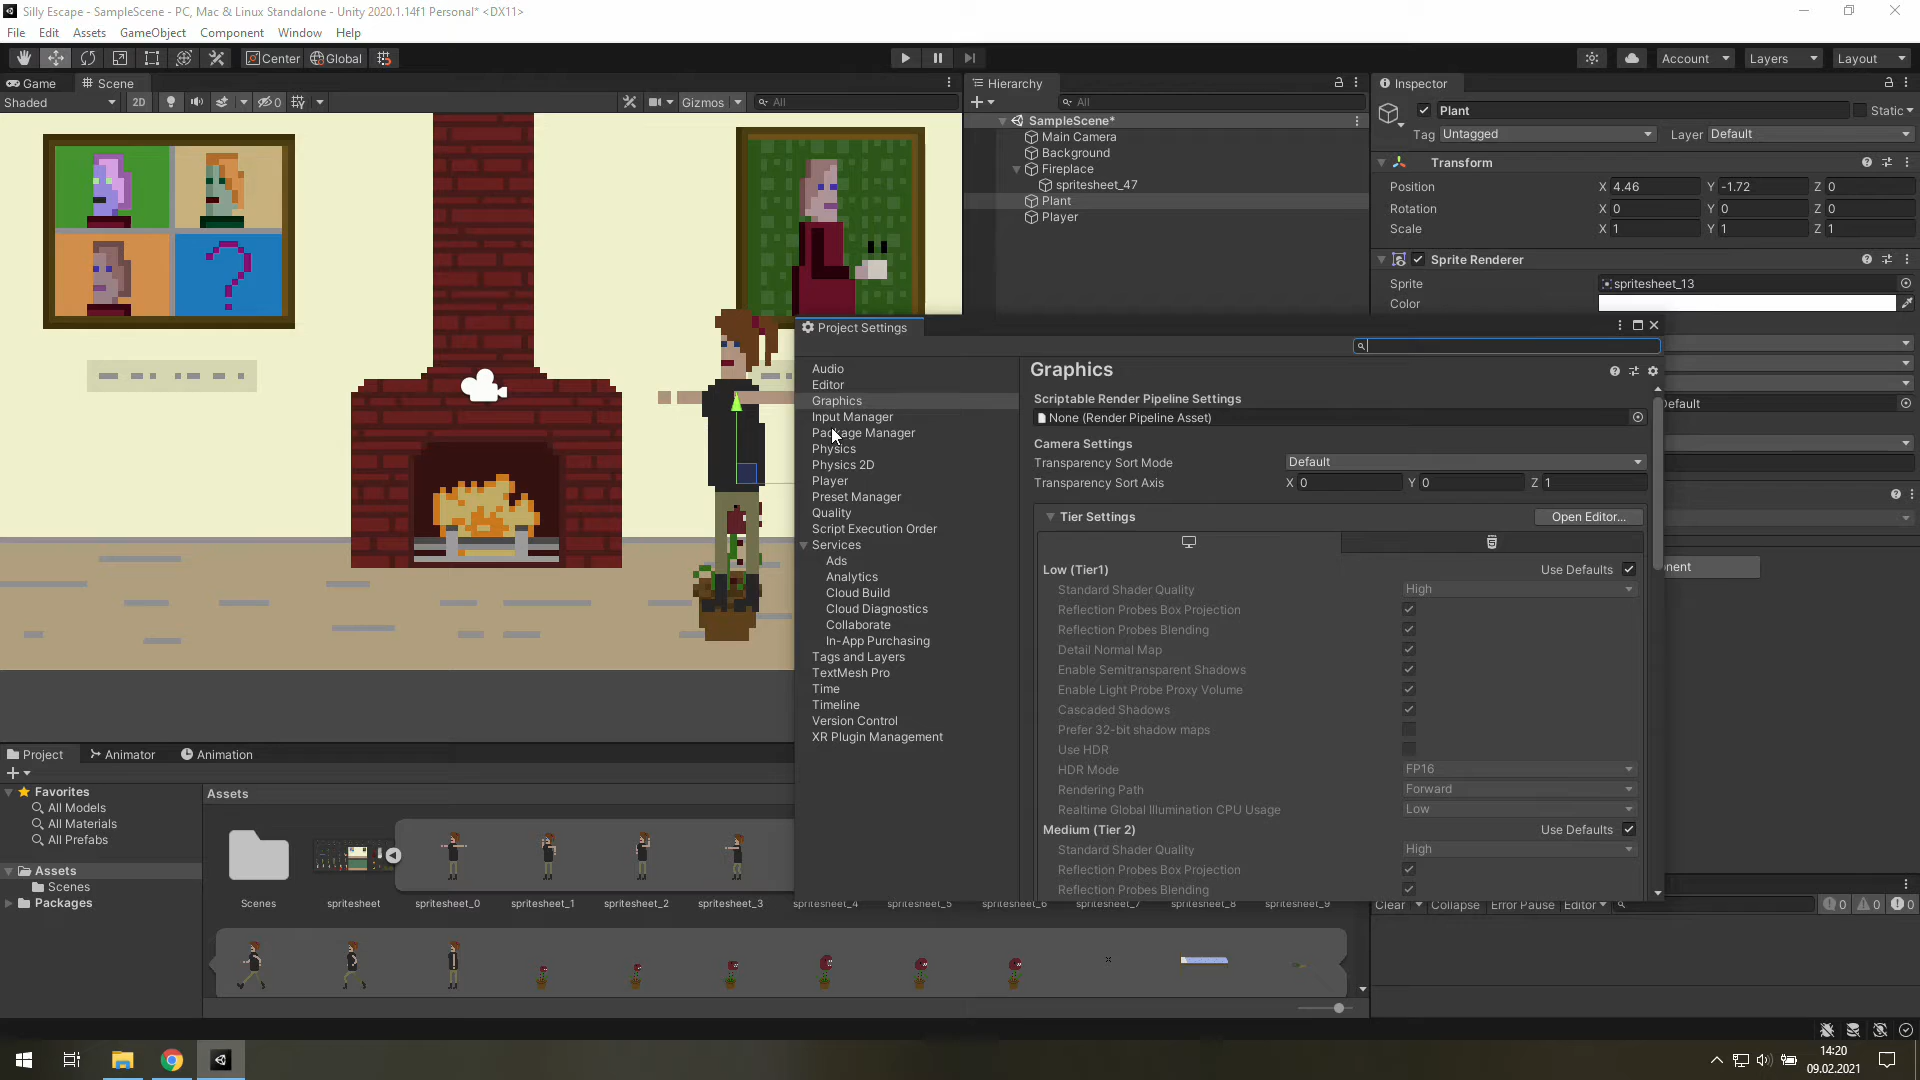 Silly Escape - SampleScene - PC, Mac & Linux Standalone - Unity 2020.1.14f1 Personal* <DX11>
File Edit Assets GameObject Component Window Help
Center Global Account Layers Layout
Game Scene Hierarchy Inspector
Shaded 2D 0 Gizmos All All
Plant Static
Tag Untagged Layer Default
SampleScene*
Main Camera
Background
Fireplace
spritesheet_47
Plant
Player
Transform
Position X 4.46 Y -1.72 Z 0
Rotation X 0 Y 0 Z 0
Scale X 1 Y 1 Z 1
Sprite Renderer
Sprite spritesheet_13
Color
Project Settings
Audio
Editor
Graphics
Input Manager
Package Manager
Physics
Physics 2D
Player
Preset Manager
Quality
Script Execution Order
Services
Ads
Analytics
Cloud Build
Cloud Diagnostics
Collaborate
In-App Purchasing
Tags and Layers
TextMesh Pro
Time
Timeline
Version Control
XR Plugin Management
Graphics
Scriptable Render Pipeline Settings
None (Render Pipeline Asset)
Camera Settings
Transparency Sort Mode Default
Transparency Sort Axis X 0 Y 0 Z 1
Tier Settings Open Editor...
Low (Tier1) Use Defaults
Standard Shader Quality High
Reflection Probes Box Projection
Reflection Probes Blending
Detail Normal Map
Enable Semitransparent Shadows
Enable Light Probe Proxy Volume
Cascaded Shadows
Prefer 32-bit shadow maps
Use HDR
HDR Mode FP16
Rendering Path Forward
Realtime Global Illumination CPU Usage Low
Medium (Tier 2) Use Defaults
Standard Shader Quality High
Reflection Probes Box Projection
Reflection Probes Blending
efault
onent
Project Animator Animation
Favorites
All Models
All Materials
All Prefabs
Assets
Scenes
Packages
Assets
Scenes spritesheet spritesheet_0 spritesheet_1 spritesheet_2 spritesheet_3 spritesheet_4 spritesheet_5 spritesheet_6 spritesheet_7 spritesheet_8 spritesheet_9
Clear Collapse Error Pause Editor 0 0 0
14:20
09.02.2021